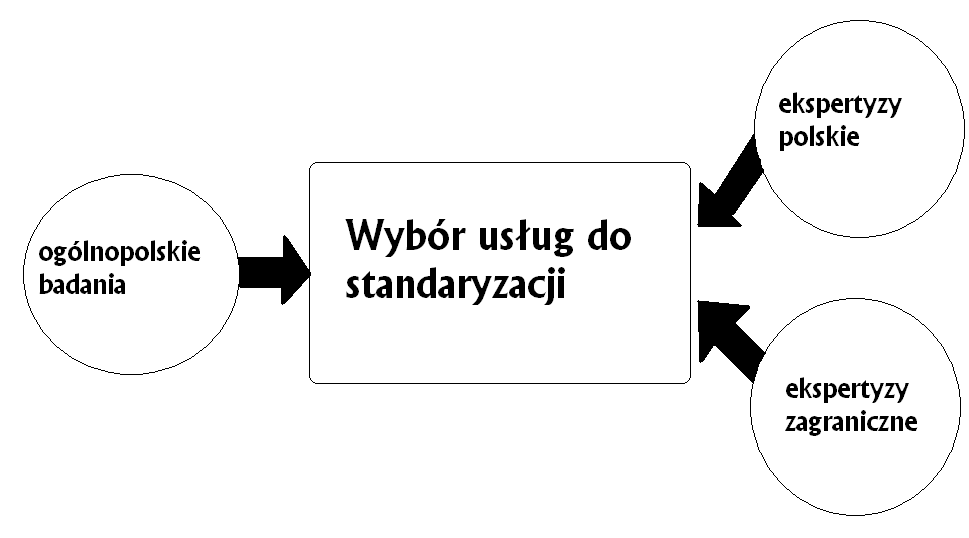 ogólnopolskie
badania
Wybór usług do
standaryzacji
ekspertyzy
polskie
ekspertyzy
zagraniczne